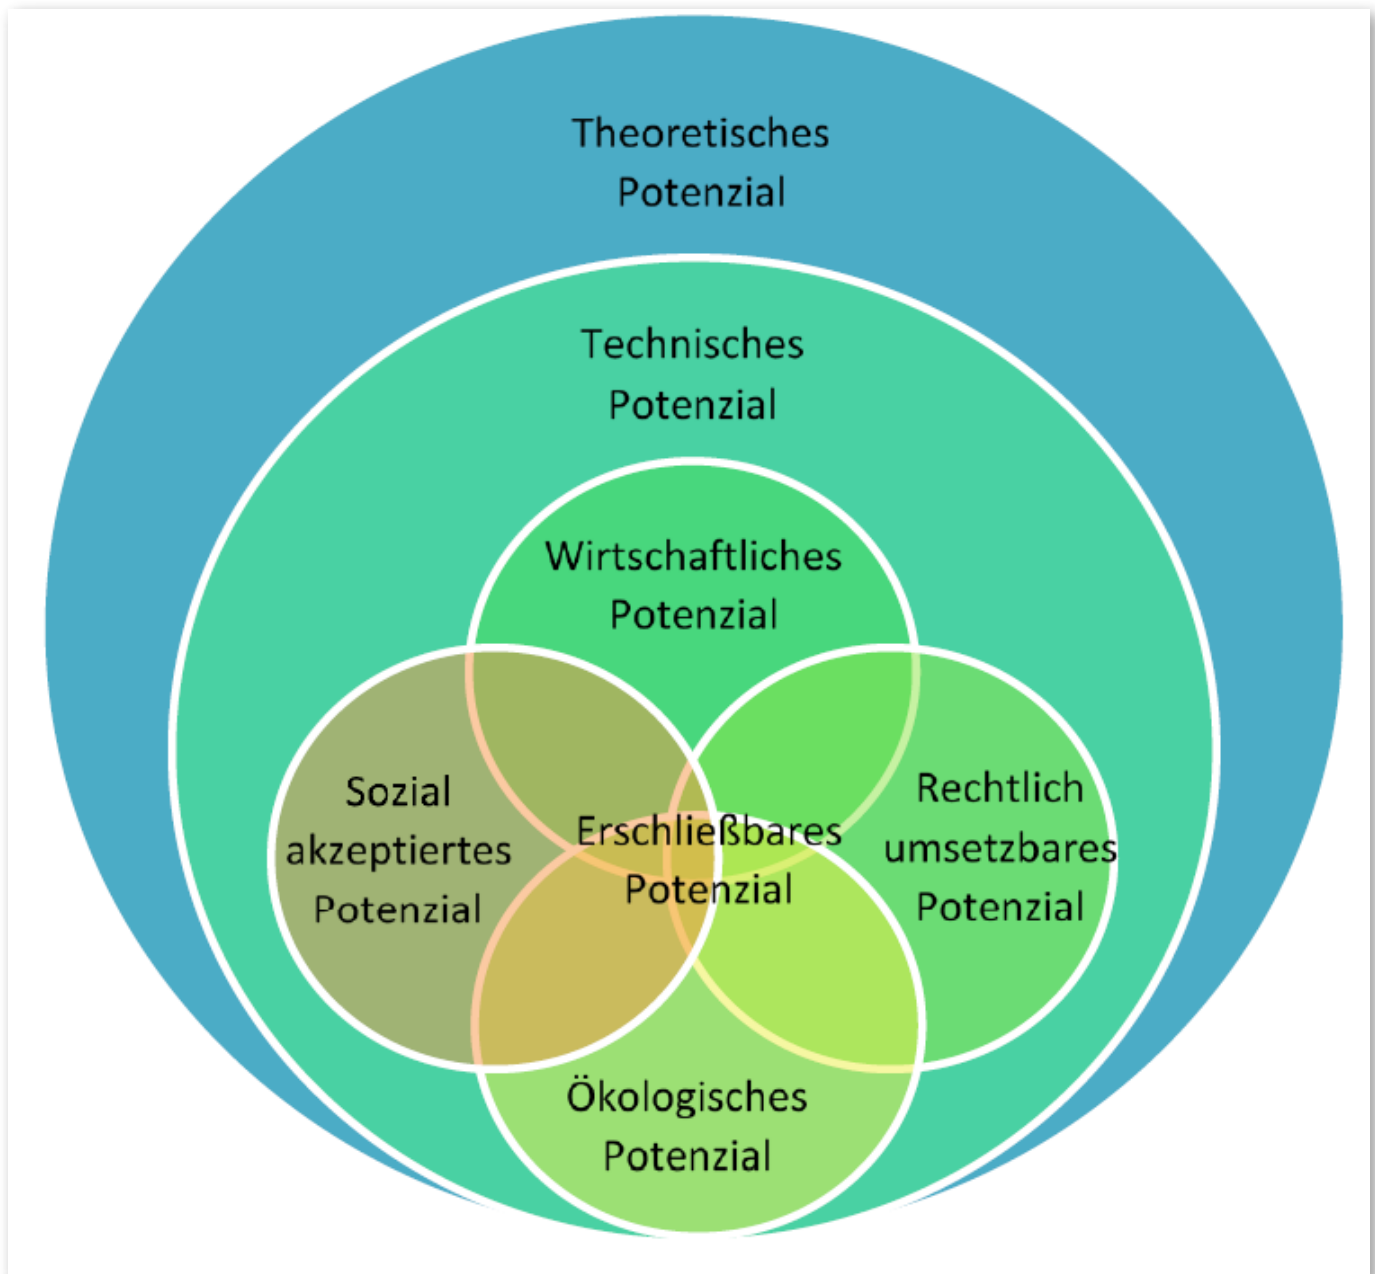 Theoretisches
Potenzial
Technisches
Potenzial
Wirtschaftliches
Potenzial
Sozial
akzeptiertes
Potenzial
Erschließbares
Potenzial
Rechtlich
umsetzbares
Potenzial
Ökologisches
Potenzial